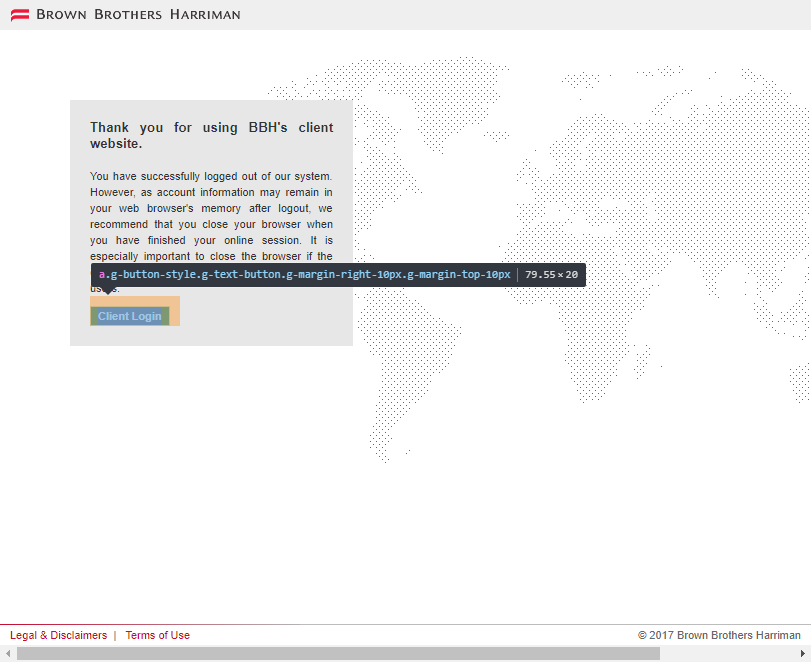 BROWN BROTHERS HARRIMAN
Thank you for using BBH's client
website.
You have successfully logged out of our system.
However, as account information may remain in
your web browser's memory after logout, we
recommend that you close your browser when
you have finished your online session. It is
especially important to close the browser if the
a.g-button-style.g-text-button.g-margin-right-10px.g-margin-top-10px | 79.55 × 20
Client Login
Legal & Disclaimers | Terms of Use
© 2017 Brown Brothers Harriman